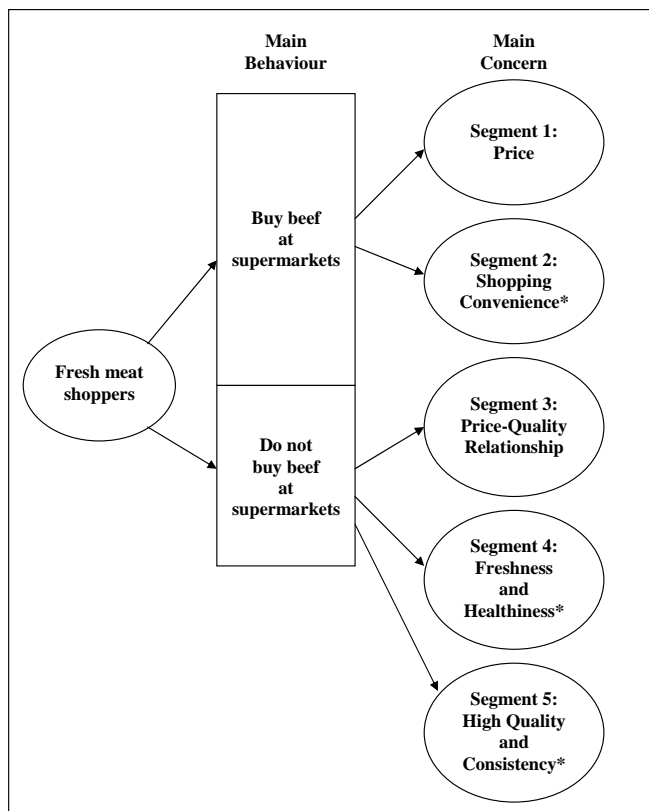 Main
Behaviour
Main
Concern
Segment 1:
Price
Buy beef
at
supermarkets
Segment 2:
Shopping
Convenience*
Fresh meat
shoppers
Segment 3:
Price-Quality
Relationship
Do not
buy beef
at
supermarkets
Segment 4:
Freshness
and
Healthiness*
Segment 5:
High Quality
and
Consistency*